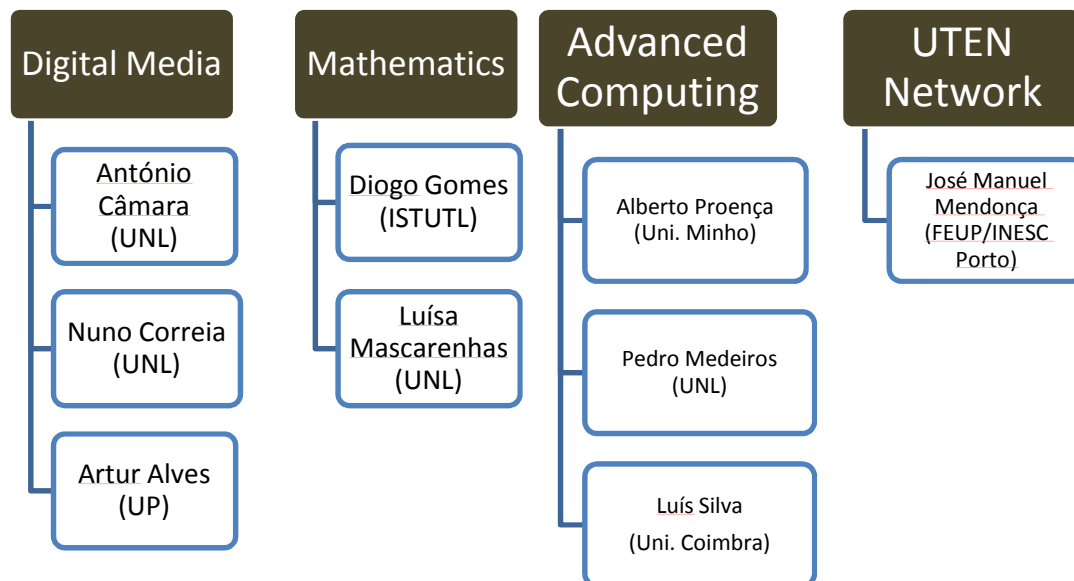 Digital Media
António
Câmara
(UNL)
Nuno Correia
(UNL)
Artur Alves
(UP)
Mathematics
Diogo Gomes
(ISTUTL)
Luísa
Mascarenhas
(UNL)
Advanced
Computing
Alberto Proença
(Uni. Minho)
Pedro Medeiros
(UNL)
Luís Silva
(Uni. Coimbra)
UTEN
Network
José Manuel
Mendonça
(FEUP/INESC
Porto)